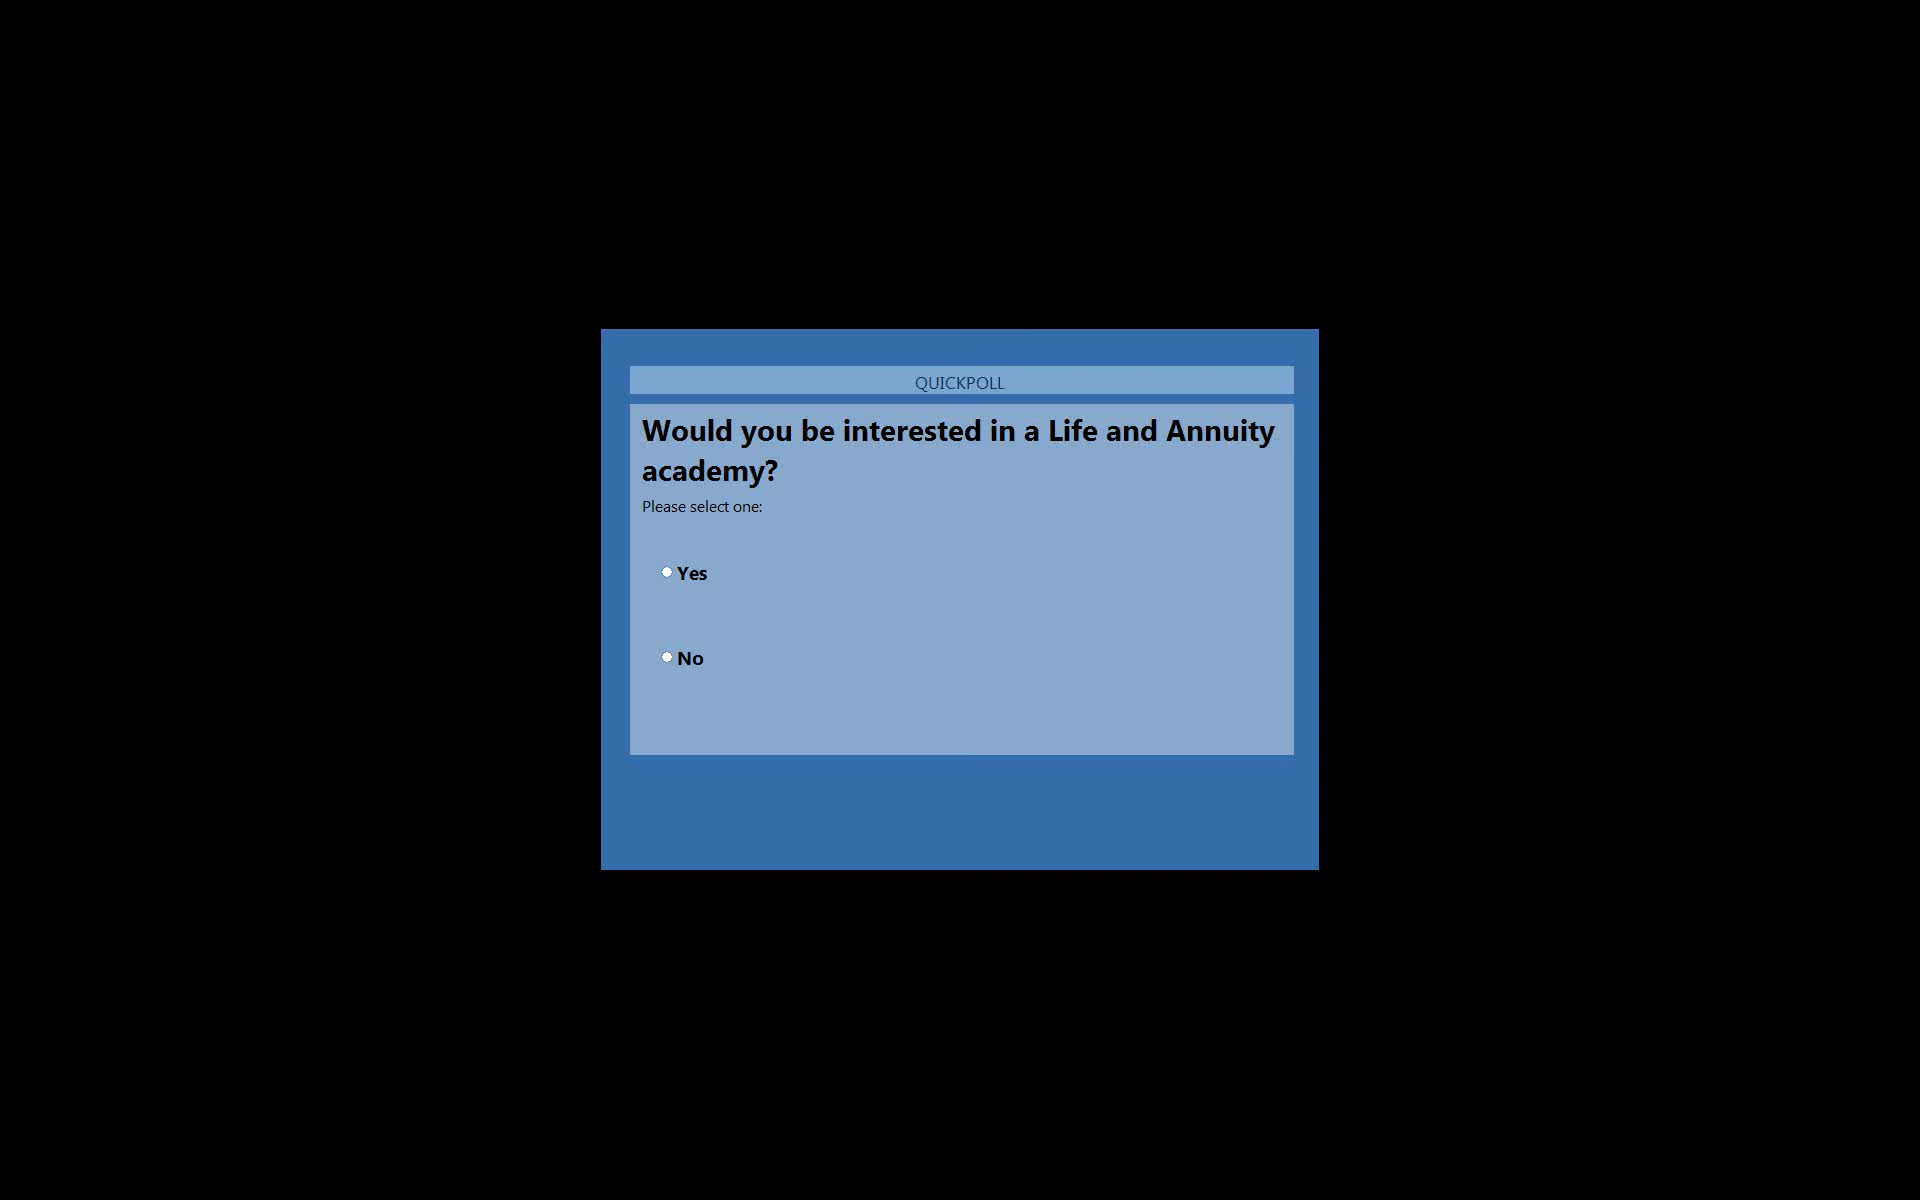 QUICKPOLL
Would you be interested in a Life and Annuity
academy?
Please select one:
Yes
No